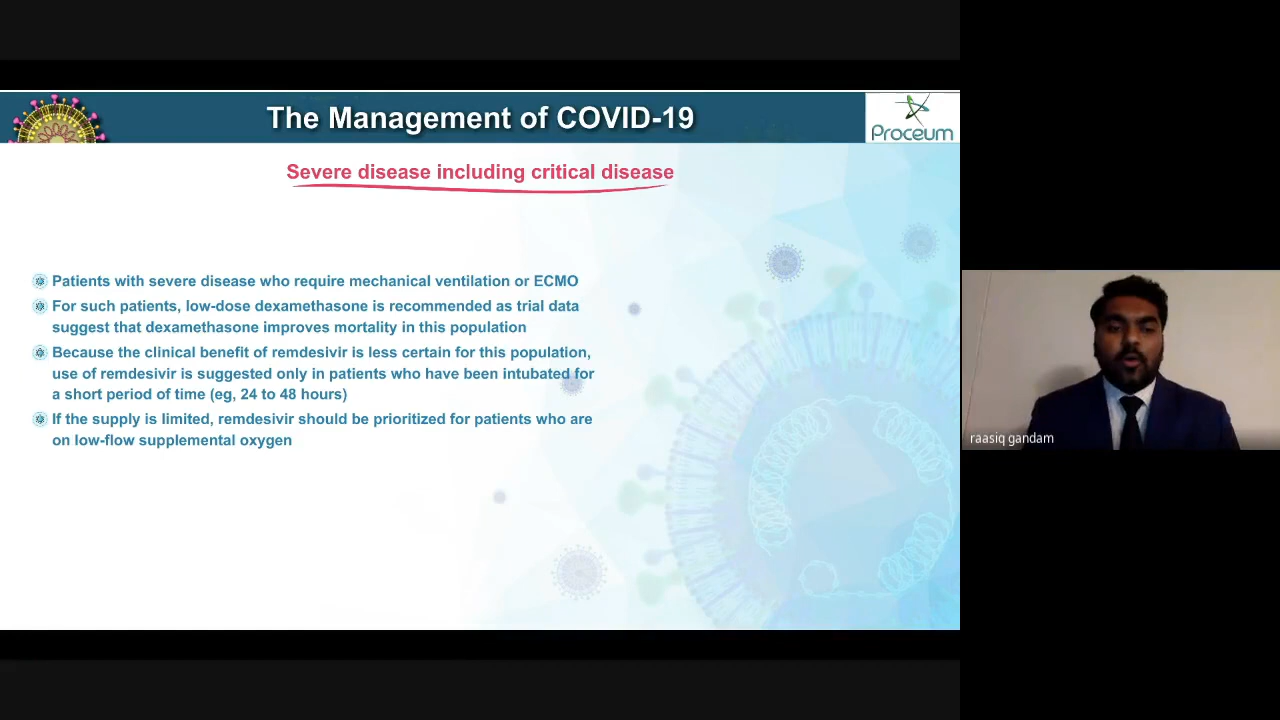 The Management of COVID-19
Proceum
Severe disease including critical disease
Patients with severe disease who require mechanical ventilation or ECMO
For such patients, low-dose dexamethasone is recommended as trial data
suggest that dexamethasone improves mortality in this population
Because the clinical benefit of remdesivir is less certain for this population,
use of remdesivir is suggested only in patients who have been intubated for
a short period of time (eg, 24 to 48 hours)
If the supply is limited, remdesivir should be prioritized for patients who are
on low-flow supplemental oxygen
raasiq gandam